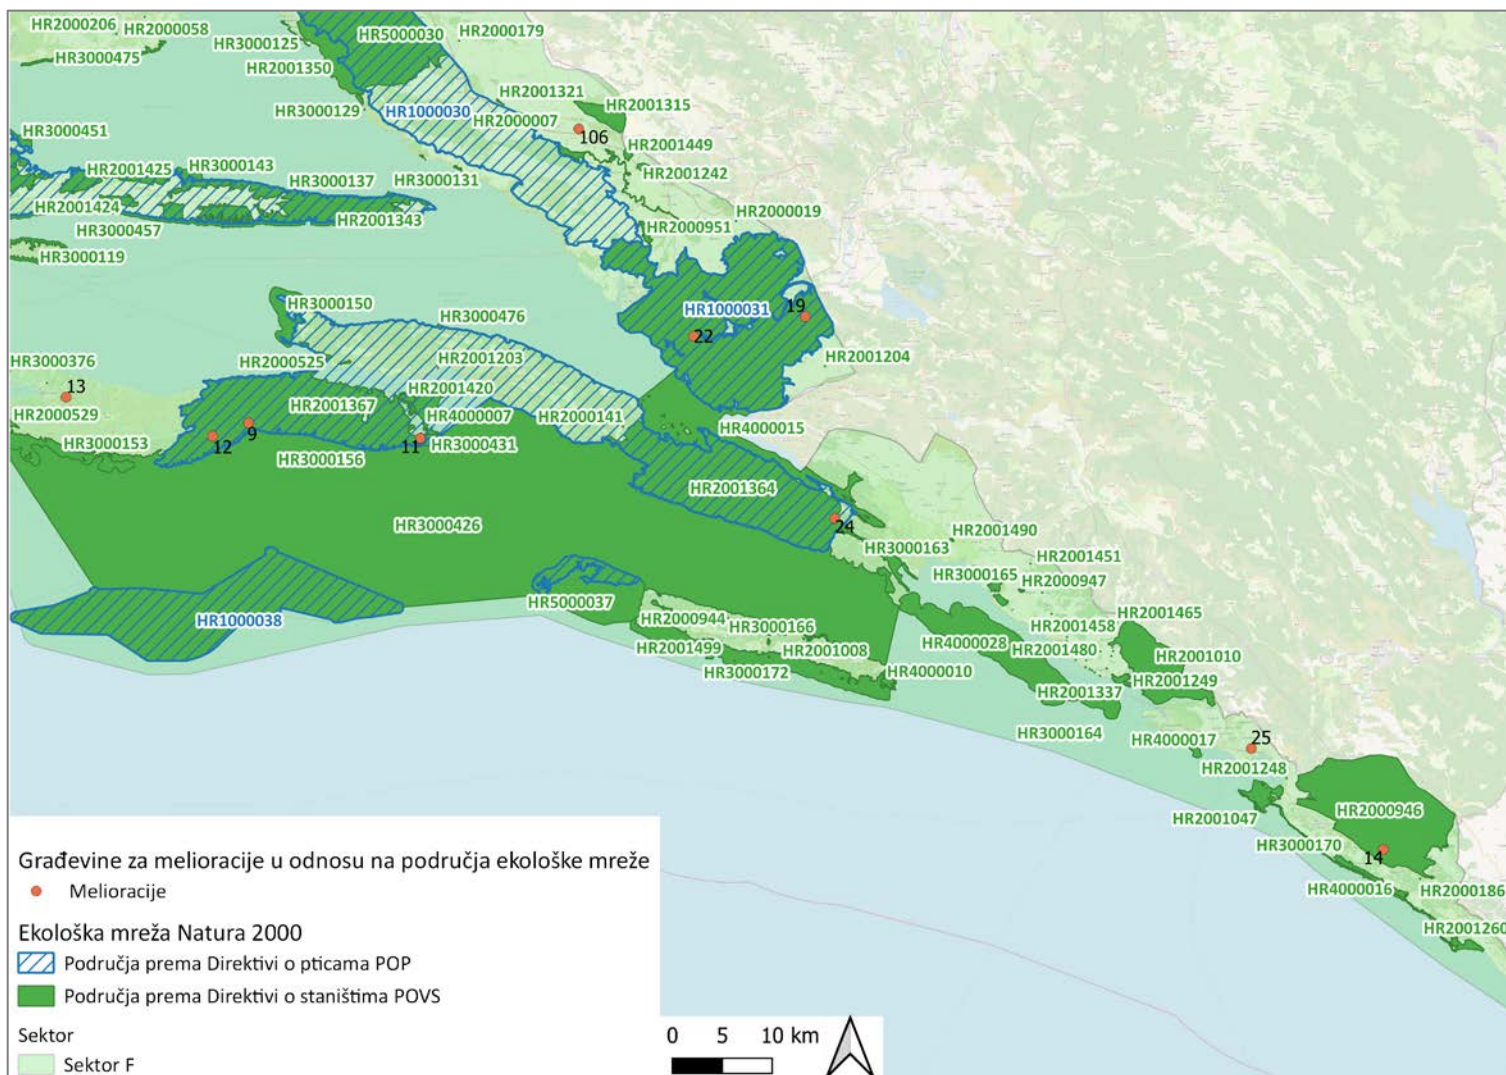 HR2000206
HR2000058
HR3000125
HR5000030
HR2000179
HR3000475
HR2001350
HR3000129
HR1000030
HR2001321
HR2001315
HR2000007
106
HR3000451
HR2001449
HR2001425
HR3000143
HR3000137
HR3000131
HR2001242
HR2001424
HR2001343
HR3000457
HR2000019
HR2000951
HR3000119
HR3000150
HR3000476
HR1000031
19
22
HR3000376
HR2000525
HR2001203
HR2001204
13
HR2001420
HR2001367
HR4000007
HR2000141
HR2000529
HR4000015
HR3000153
12
9
11
HR3000431
HR3000156
HR2001364
HR3000426
24
HR2001490
HR3000163
HR2001451
HR3000165
HR2000947
HR5000037
HR1000038
HR2000944
HR3000166
HR2001465
HR2001458
HR4000028
HR2001499
HR2001008
HR2001480
HR2001010
HR3000172
HR4000010
HR2001249
HR2001337
HR3000164
HR4000017
25
HR2001248
HR2001047
HR2000946
HR3000170
14
HR4000016
HR2000186
HR2001260
Građevine za melioracije u odnosu na područja ekološke mreže
Melioracije
Ekološka mreža Natura 2000
Područja prema Direktivi o pticama POP
Područja prema Direktivi o staništima POVS
Sektor
Sektor F
0 5 10 km